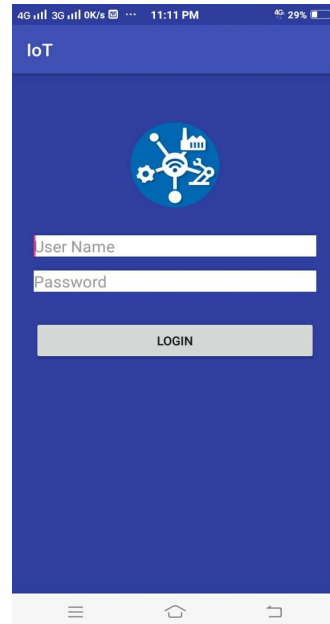 4G 3G 0K/s ... 11:11 PM 4G 29%
IoT
User Name
Password
LOGIN